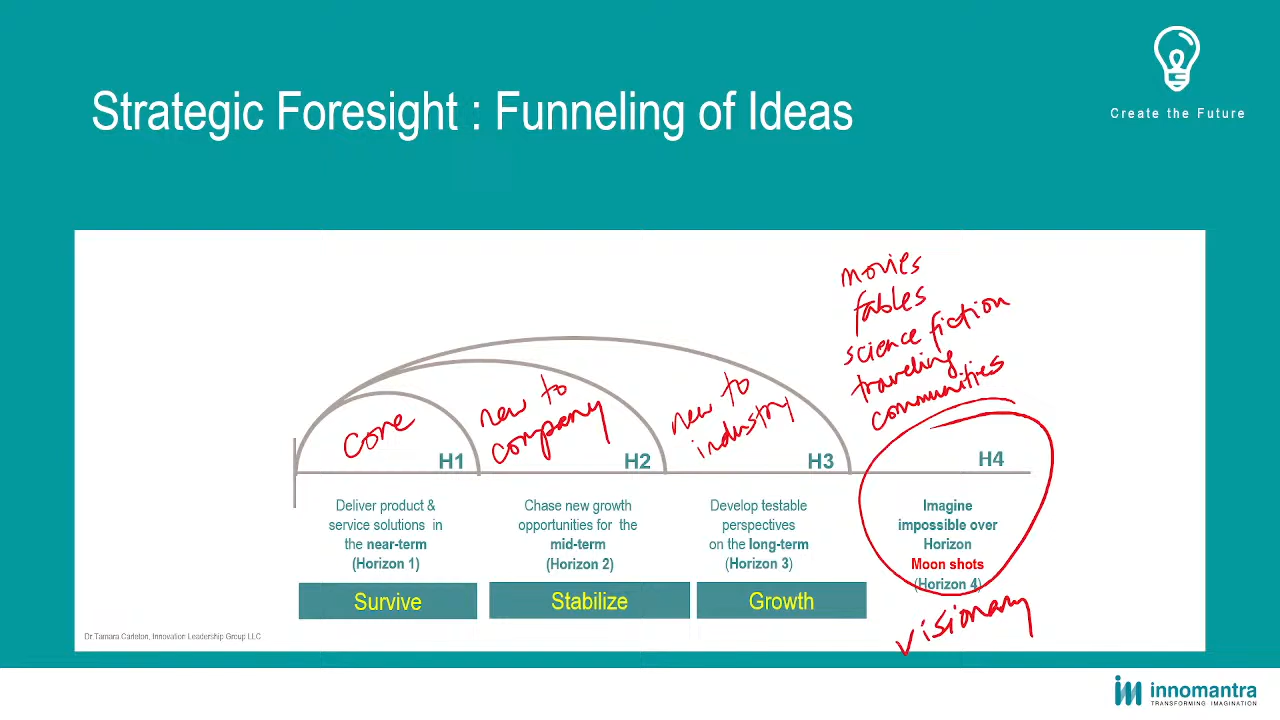 Create the Future
Strategic Foresight : Funneling of Ideas
movies
fables
science fiction
traveling
communities
core
new to
company
new to
industry
H1
H2
H3
H4
Deliver product &
service solutions in
the near-term
(Horizon 1)
Survive
Chase new growth
opportunities for the
mid-term
(Horizon 2)
Stabilize
Develop testable
perspectives
on the long-term
(Horizon 3)
Growth
Imagine
impossible over
Horizon
Moon shots
(Horizon 4)
visionary
Dr.Tamara Carleton, Innovation Leadership Group LLC
innomantra
TRANSFORMING IMAGINATION